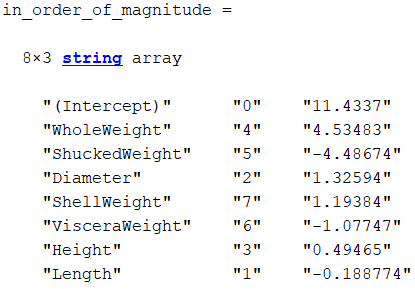 in_order_of_magnitude =
8×3 string array
"(Intercept)" "0" "11.4337"
"WholeWeight" "4" "4.53483"
"ShuckedWeight" "5" "-4.48674"
"Diameter" "2" "1.32594"
"ShellWeight" "7" "1.19384"
"VisceraWeight" "6" "-1.07747"
"Height" "3" "0.49465"
"Length" "1" "-0.188774"